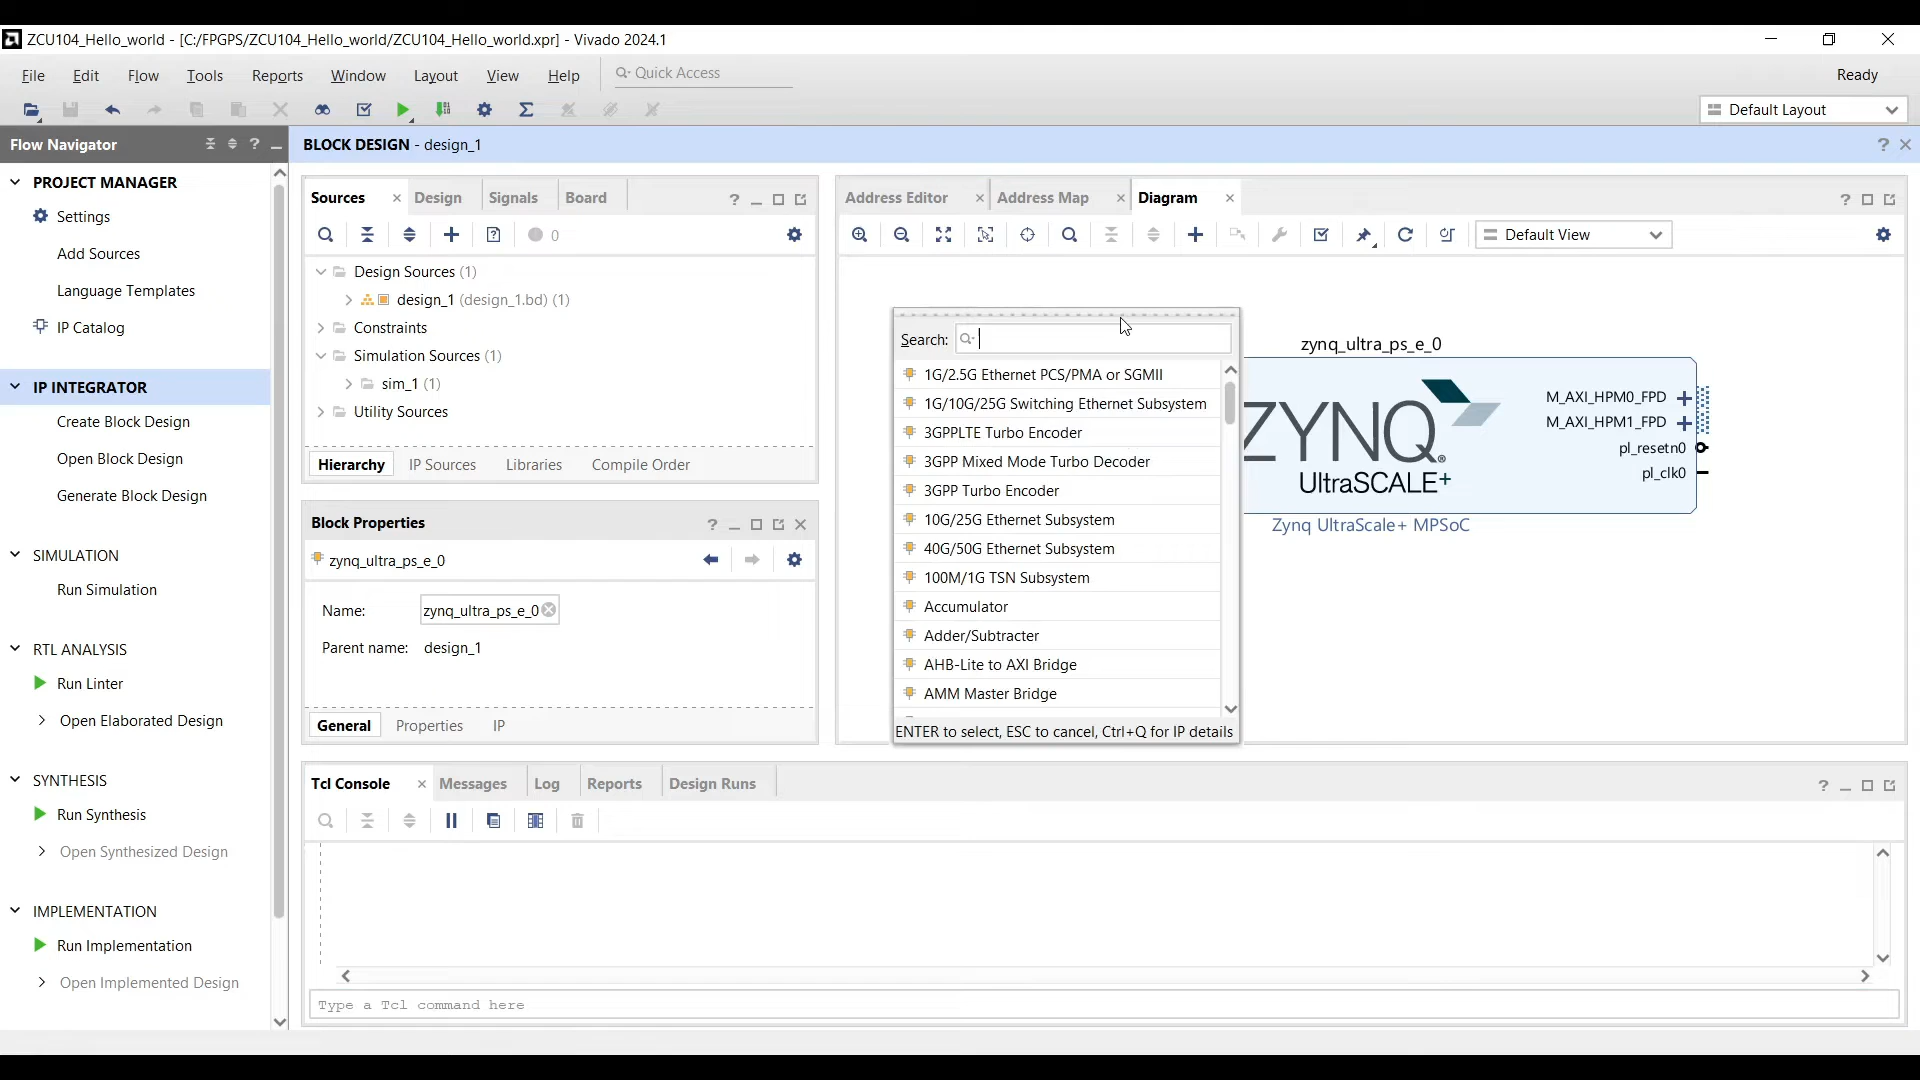 ZCU104_Hello_world - [C:/FPGPS/ZCU104_Hello_world/ZCU104_Hello_world.xpr] - Vivado 2024.1
File Edit Flow Tools Reports Window Layout View Help Quick Access Ready
Default Layout
Flow Navigator
BLOCK DESIGN - design_1
PROJECT MANAGER
Settings
Add Sources
Language Templates
IP Catalog
IP INTEGRATOR
Create Block Design
Open Block Design
Generate Block Design
SIMULATION
Run Simulation
RTL ANALYSIS
Run Linter
Open Elaborated Design
SYNTHESIS
Run Synthesis
Open Synthesized Design
IMPLEMENTATION
Run Implementation
Open Implemented Design
Sources Design Signals Board
0
Design Sources (1)
design_1 (design_1.bd) (1)
Constraints
Simulation Sources (1)
sim_1 (1)
Utility Sources
Hierarchy IP Sources Libraries Compile Order
Block Properties
zynq_ultra_ps_e_0
Name: zynq_ultra_ps_e_0
Parent name: design_1
General Properties IP
Address Editor Address Map Diagram
Default View
Search:
1G/2.5G Ethernet PCS/PMA or SGMII
1G/10G/25G Switching Ethernet Subsystem
3GPPLTE Turbo Encoder
3GPP Mixed Mode Turbo Decoder
3GPP Turbo Encoder
10G/25G Ethernet Subsystem
40G/50G Ethernet Subsystem
100M/1G TSN Subsystem
Accumulator
Adder/Subtracter
AHB-Lite to AXI Bridge
AMM Master Bridge
ENTER to select, ESC to cancel, Ctrl+Q for IP details
zynq_ultra_ps_e_0
M_AXI_HPM0_FPD
M_AXI_HPM1_FPD
pl_resetn0
pl_clk0
ZYNQ
UltraSCALE+
Zynq UltraScale+ MPSoC
Tcl Console Messages Log Reports Design Runs
Type a Tcl command here